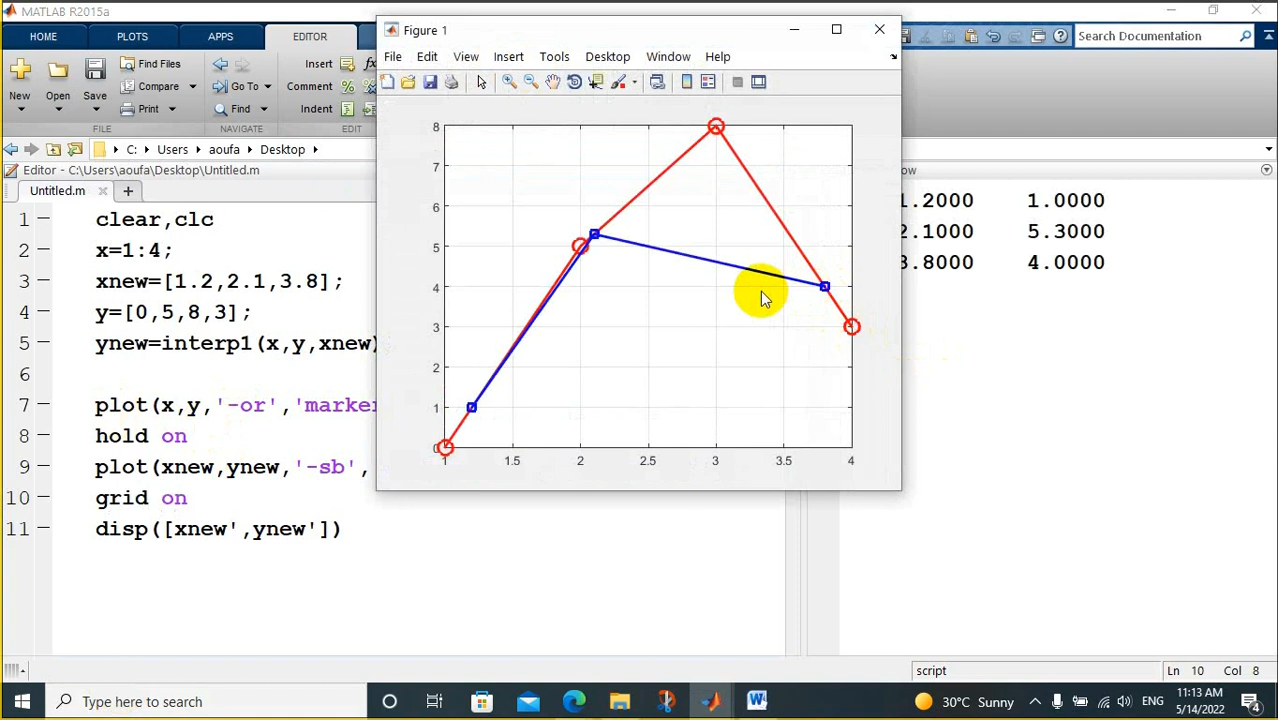 MATLAB R2015a
HOME PLOTS APPS EDITOR
Search Documentation
New Open Save Find Files Compare Print
Go To Find
Insert Comment Indent
FILE NAVIGATE EDIT
C: Users aoufa Desktop
Editor - C:\Users\aoufa\Desktop\Untitled.m
Untitled.m
1 clear,clc
2 x=1:4;
3 xnew=[1.2,2.1,3.8];
4 y=[0,5,8,3];
5 ynew=interp1(x,y,xnew)
6
7 plot(x,y,'-or','marker
8 hold on
9 plot(xnew,ynew,'-sb',
10 grid on
11 disp([xnew',ynew'])
Figure 1
File Edit View Insert Tools Desktop Window Help
8
7
6
5
4
3
2
1
0
1 1.5 2 2.5 3 3.5 4
ow
1.2000 1.0000
2.1000 5.3000
3.8000 4.0000
script Ln 10 Col 8
Type here to search
30°C Sunny ENG 11:13 AM
5/14/2022
4